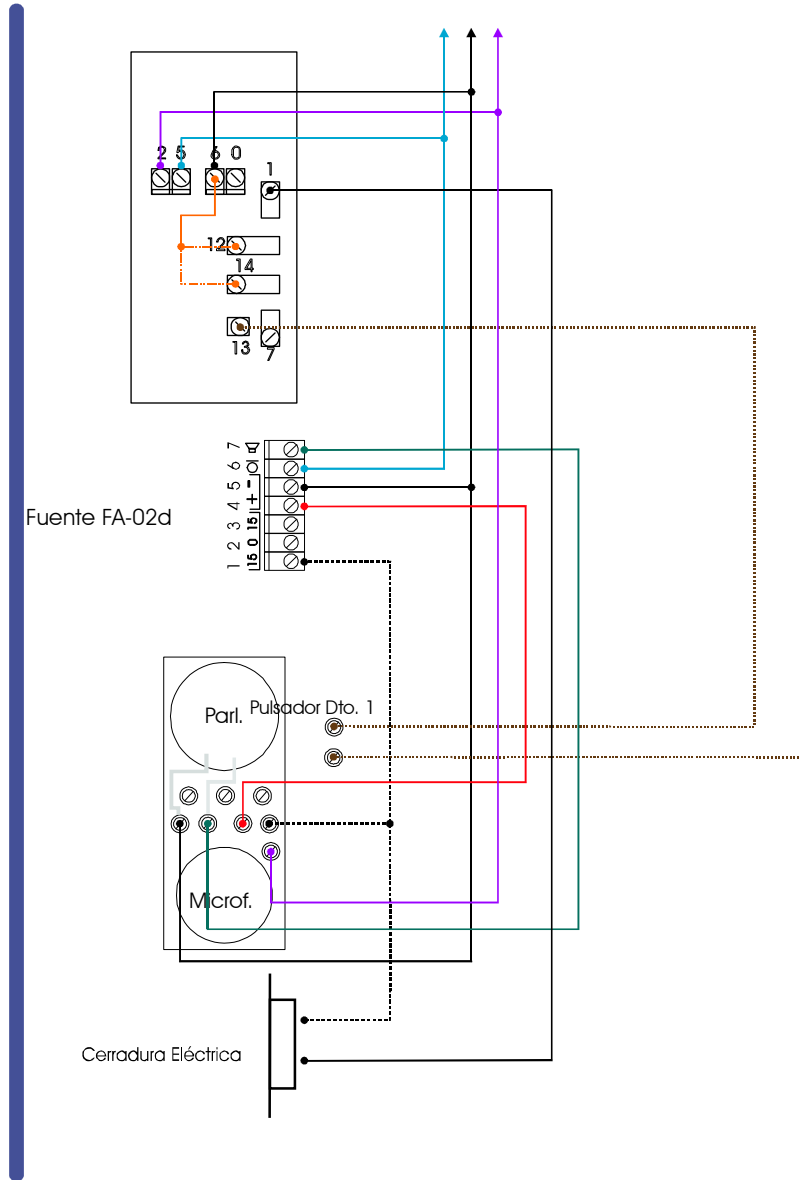 2 5 6 0
1
12
14
13
7
7
6
5 -
4 +
3 15
2 0
1 15
Fuente FA-02d
Parl.
Pulsador Dto. 1
Microf.
Cerradura Eléctrica